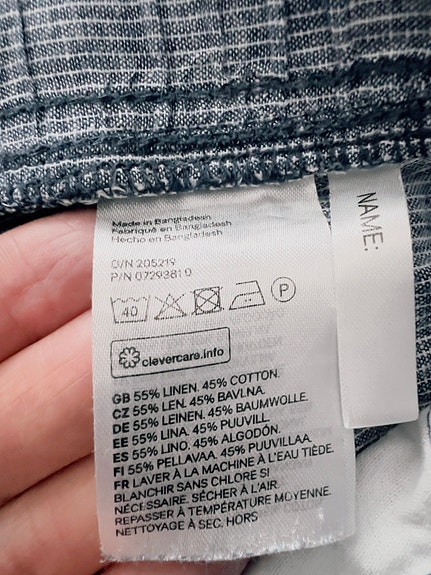 Made in Bangladesh
Fabriqué en Bangladesh
Hecho en Bangladesh
O/N 205219
P/N 07293810
40
P
clevercare.info
GB 55% LINEN. 45% COTTON.
CZ 55% LEN. 45% BAVLNA.
DE 55% LEINEN. 45% BAUMWOLLE.
EE 55% LINA. 45% PUUVILL.
ES 55% LINO. 45% ALGODÓN.
FI 55% PELLAVAA. 45% PUUVILLAA.
FR LAVER À LA MACHINE À L'EAU TIÈDE.
BLANCHIR SANS CHLORE SI
NÉCESSAIRE. SÉCHER À L'AIR.
REPASSER À TEMPÉRATURE MOYENNE.
NETTOYAGE À SEC. HORS
NAME: